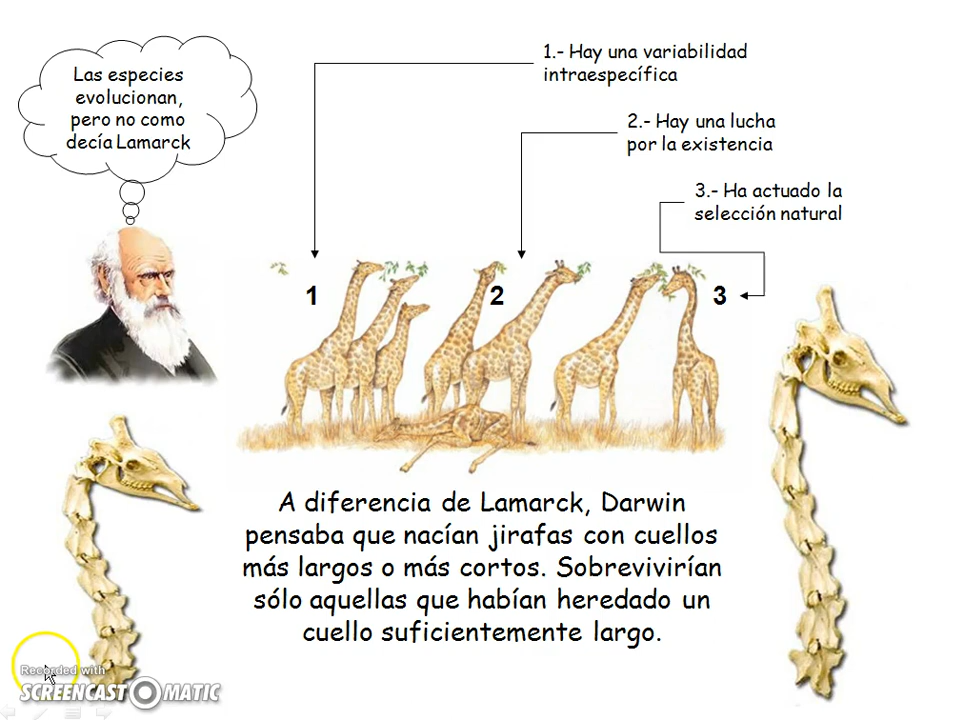 Las especies
evolucionan,
pero no como
decía Lamarck
1.- Hay una variabilidad
intraespecífica
2.- Hay una lucha
por la existencia
3.- Ha actuado la
selección natural
1
2
3
A diferencia de Lamarck, Darwin
pensaba que nacían jirafas con cuellos
más largos o más cortos. Sobrevivirían
sólo aquellas que habían heredado un
cuello suficientemente largo.
Recorded with
SCREENCAST O MATIC